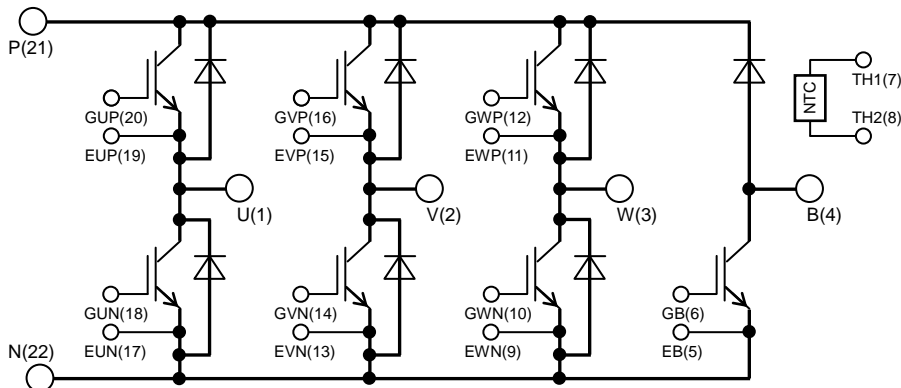 P(21)
GUP(20)
EUP(19)
GVP(16)
EVP(15)
GWP(12)
EWP(11)
NTC
TH1(7)
TH2(8)
U(1)
V(2)
W(3)
B(4)
GUN(18)
EUN(17)
GVN(14)
EVN(13)
GWN(10)
EWN(9)
GB(6)
EB(5)
N(22)